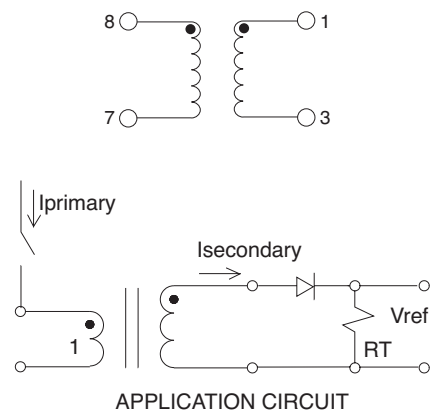 8 1
7 3
Iprimary
Isecondary
1
Vref
RT
APPLICATION CIRCUIT